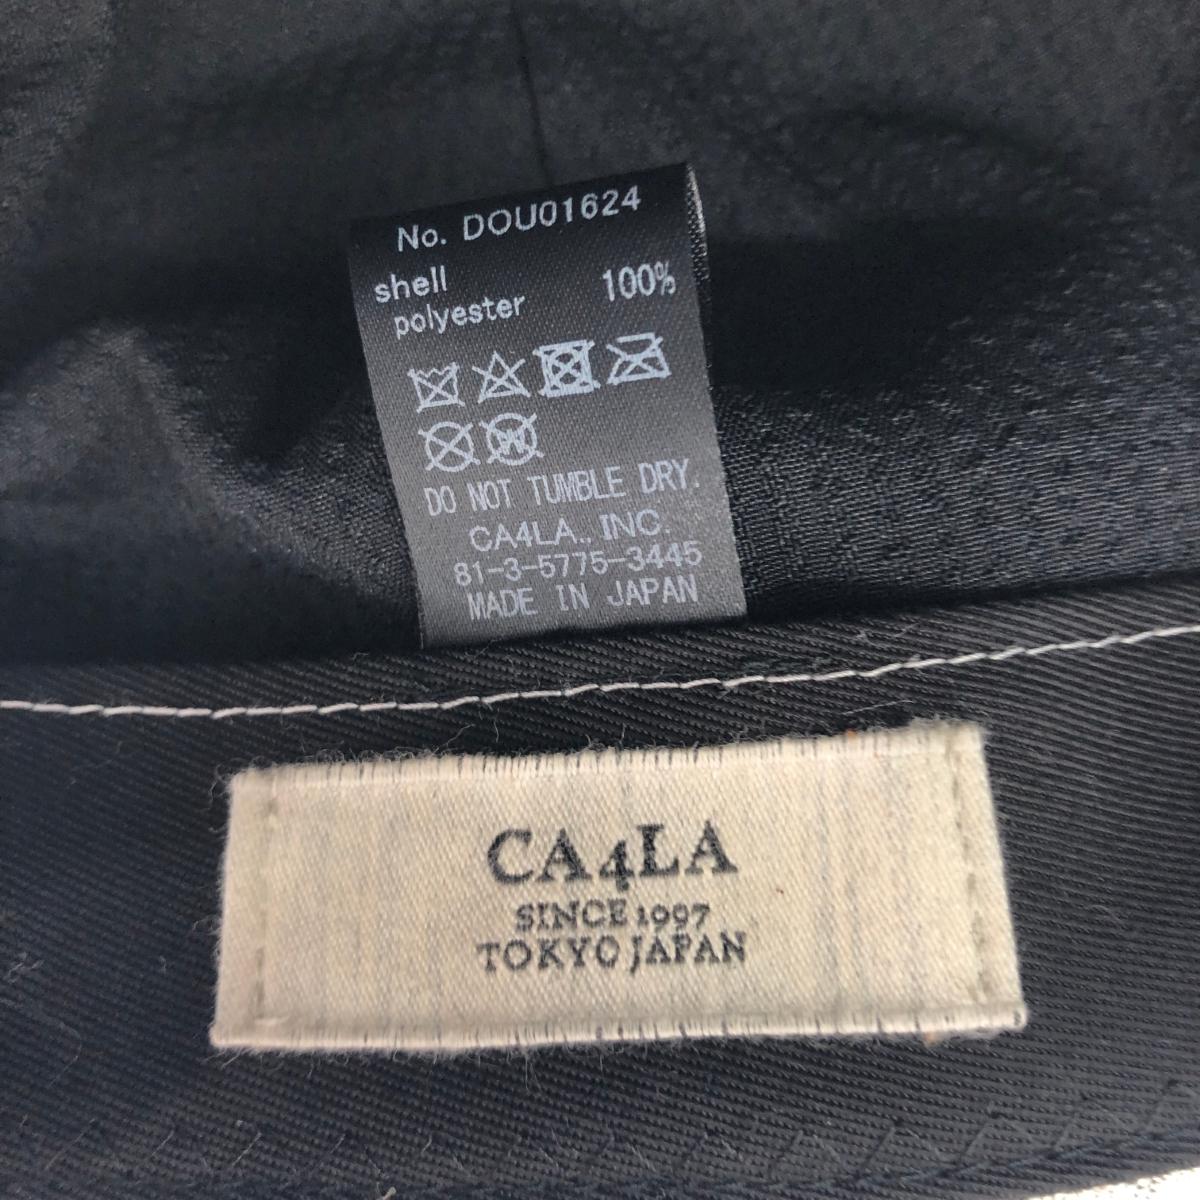 No. DOU01624
shell
polyester 100%
W
DO NOT TUMBLE DRY.
CA4LA., INC.
81-3-5775-3445
MADE IN JAPAN
CA4LA
SINCE 1997
TOKYO JAPAN